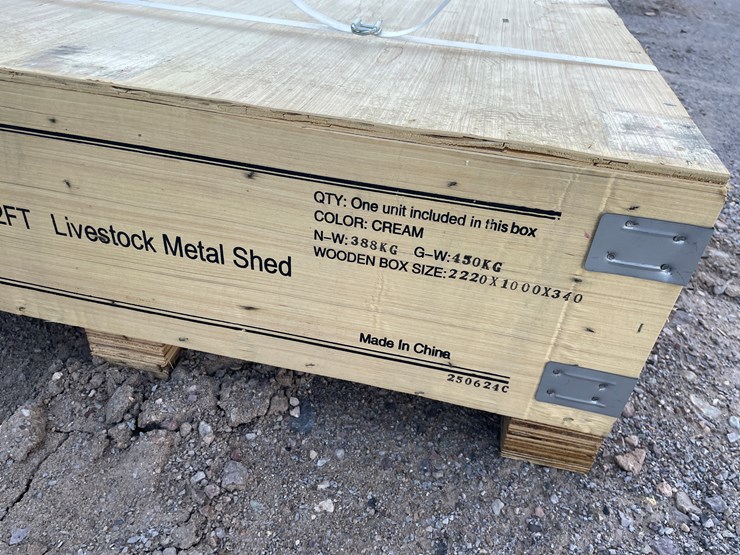 2FT Livestock Metal Shed
QTY: One unit included in this box
COLOR: CREAM
N-W:388KG G-W:450KG
WOODEN BOX SIZE:2220X1000X340
Made In China
250624C